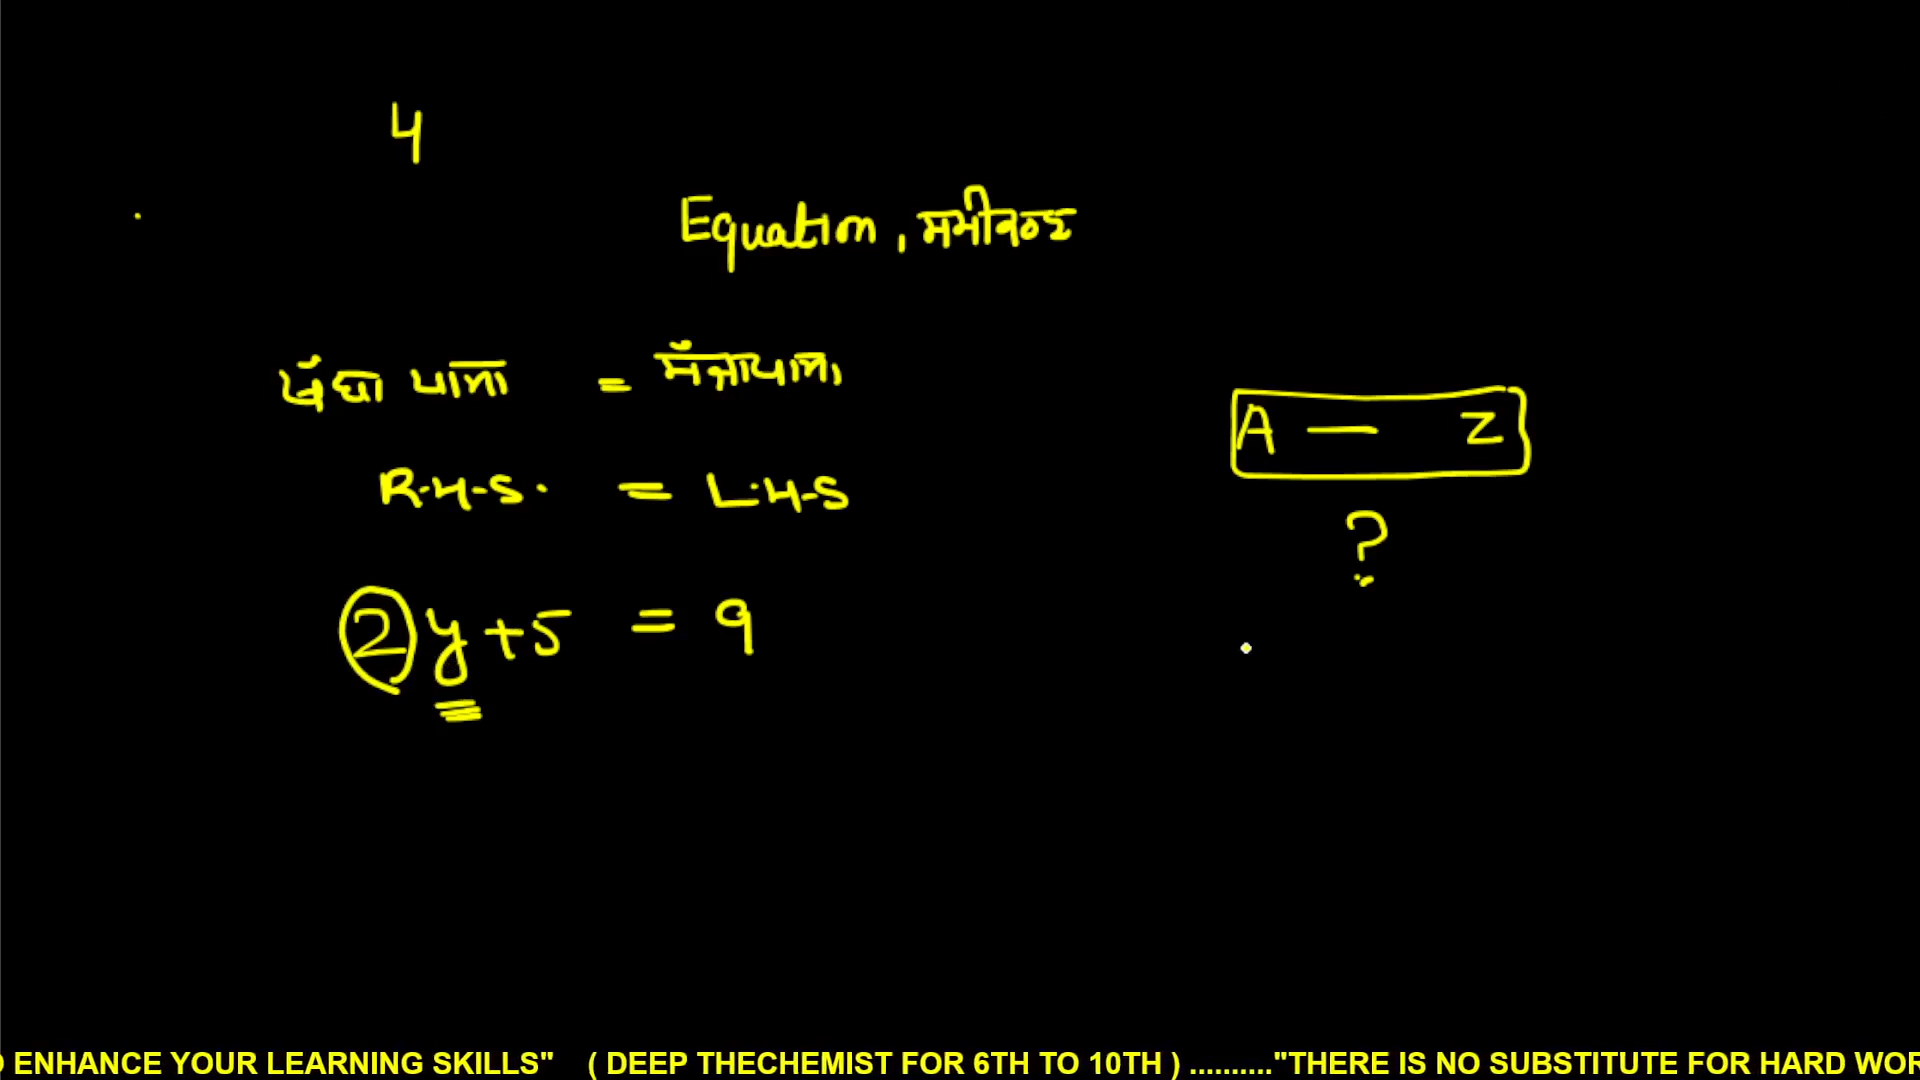 4
Equation, ਸਮੀਕਰਣ
ਖੱਬਾ ਪਾਸਾ = ਸੱਜਾ ਪਾਸਾ
R.H.S. = L.H.S
A — Z
?
2y+5 = 9
D ENHANCE YOUR LEARNING SKILLS" ( DEEP THECHEMIST FOR 6TH TO 10TH ) .........."THERE IS NO SUBSTITUTE FOR HARD WOR